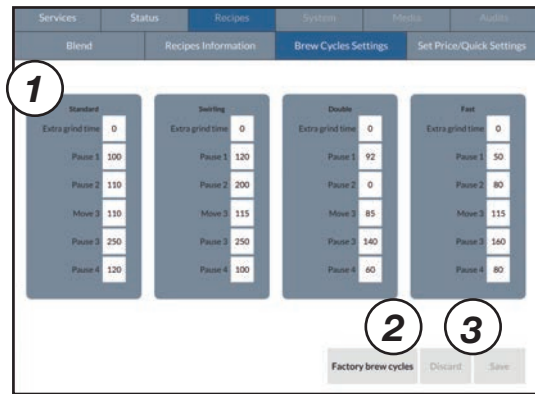 Services Status Recipes System Media Audits
Blend Recipes Information Brew Cycles Settings Set Price/Quick Settings
1
Standard Swirling Double Fast
Extra grind time 0 Extra grind time 0 Extra grind time 0 Extra grind time 0
Pause 1 100 Pause 1 120 Pause 1 92 Pause 1 50
Pause 2 110 Pause 2 200 Pause 2 0 Pause 2 80
Move 3 110 Move 3 115 Move 3 85 Move 3 115
Pause 3 250 Pause 3 250 Pause 3 140 Pause 3 160
Pause 4 120 Pause 4 100 Pause 4 60 Pause 4 80
2 3
Factory brew cycles Discard Save